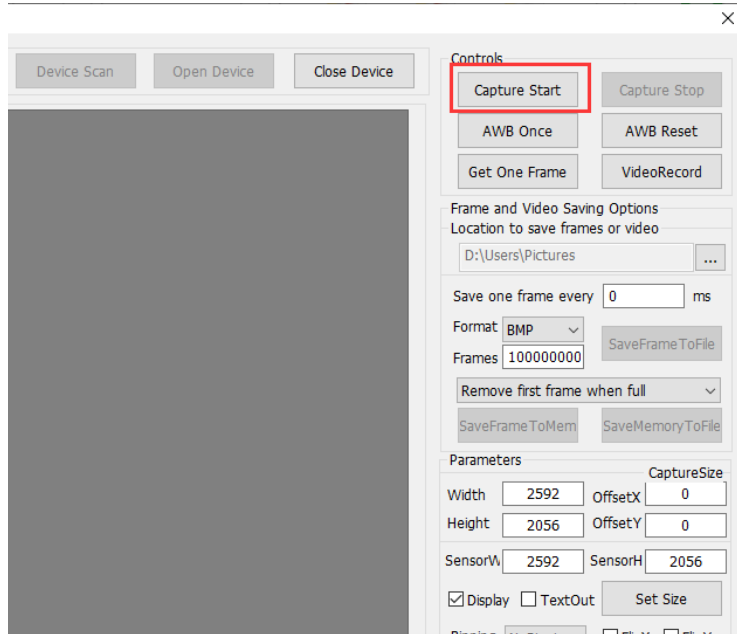 Device Scan Open Device Close Device
Controls
Capture Start Capture Stop
AWB Once AWB Reset
Get One Frame VideoRecord
Frame and Video Saving Options
Location to save frames or video
D:\Users\Pictures ...
Save one frame every 0 ms
Format BMP
SaveFrameToFile
Frames 100000000
Remove first frame when full
SaveFrameToMem SaveMemoryToFile
Parameters
CaptureSize
Width 2592 OffsetX 0
Height 2056 OffsetY 0
SensorW 2592 SensorH 2056
Display TextOut Set Size